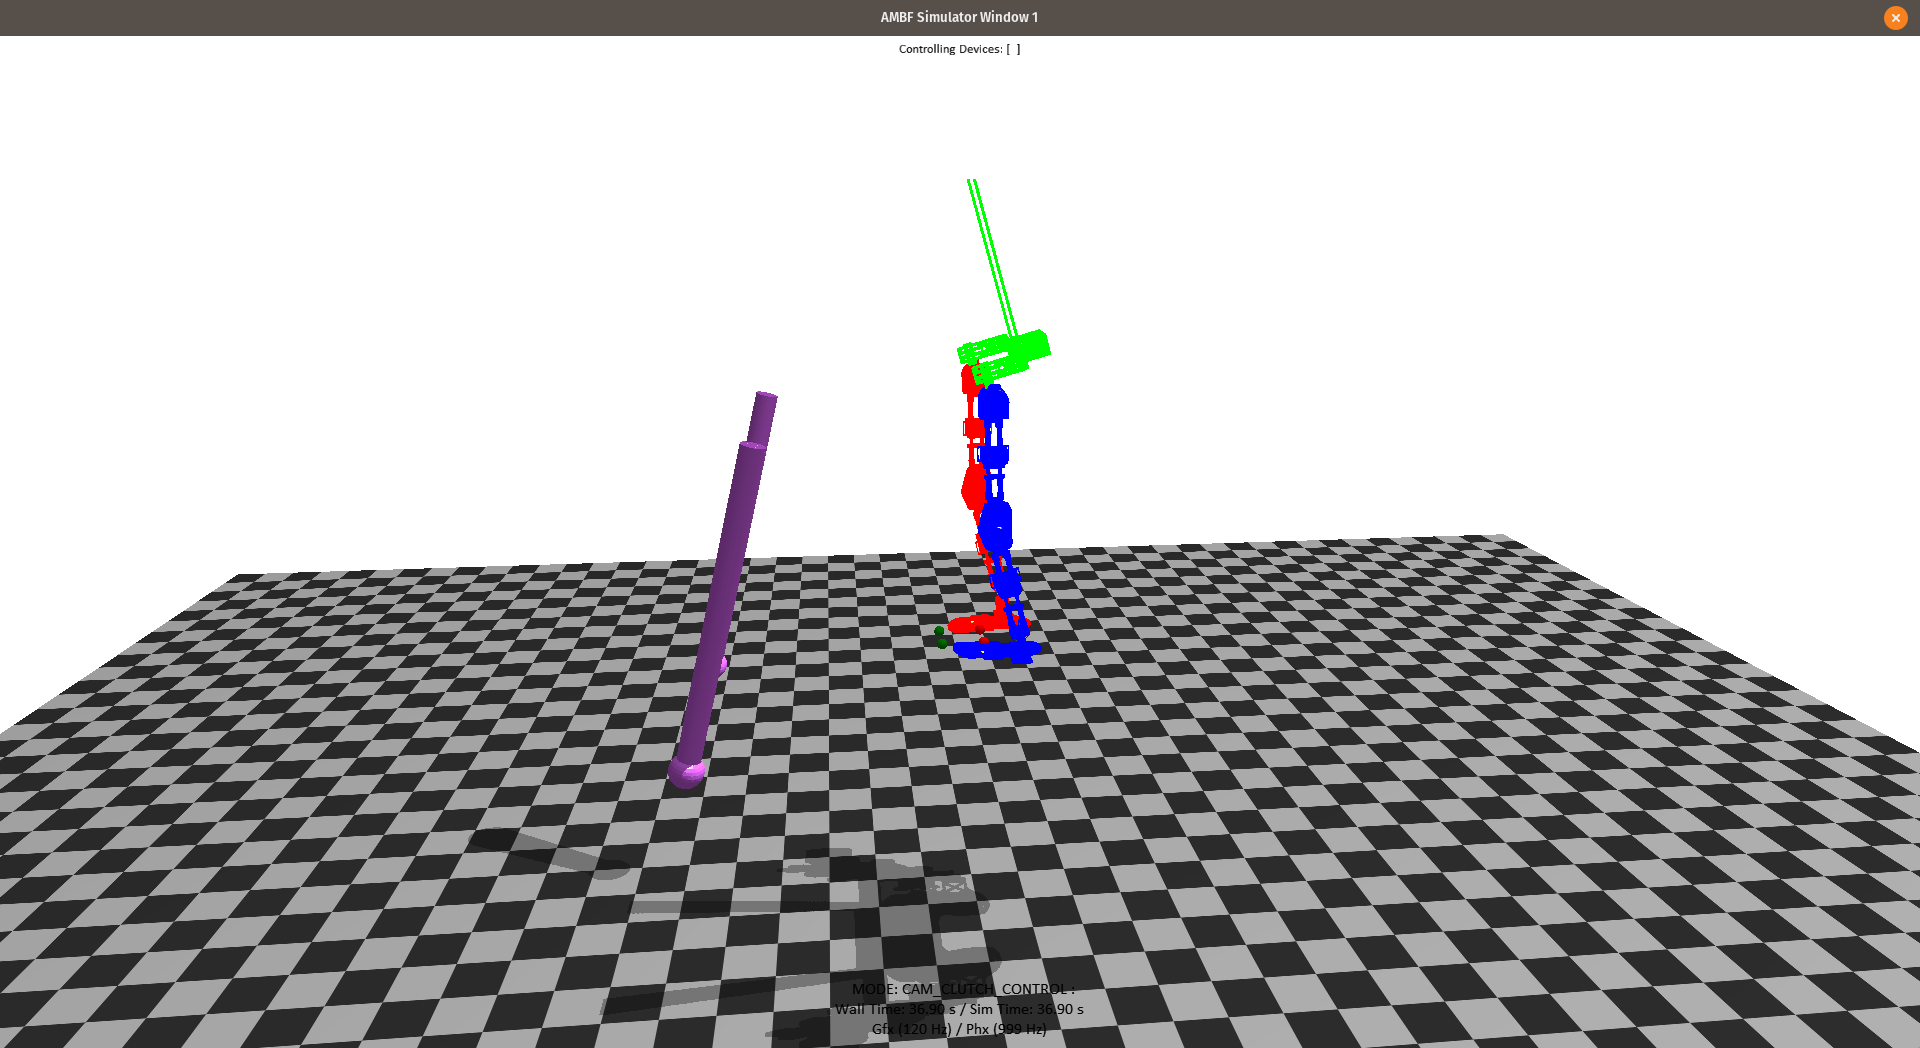 AMBF Simulator Window 1
Controlling Devices: [  ]
MODE: CAM_CLUTCH_CONTROL :
Wall Time: 36.90 s / Sim Time: 36.90 s
Gfx (120 Hz) / Phx (999 Hz)